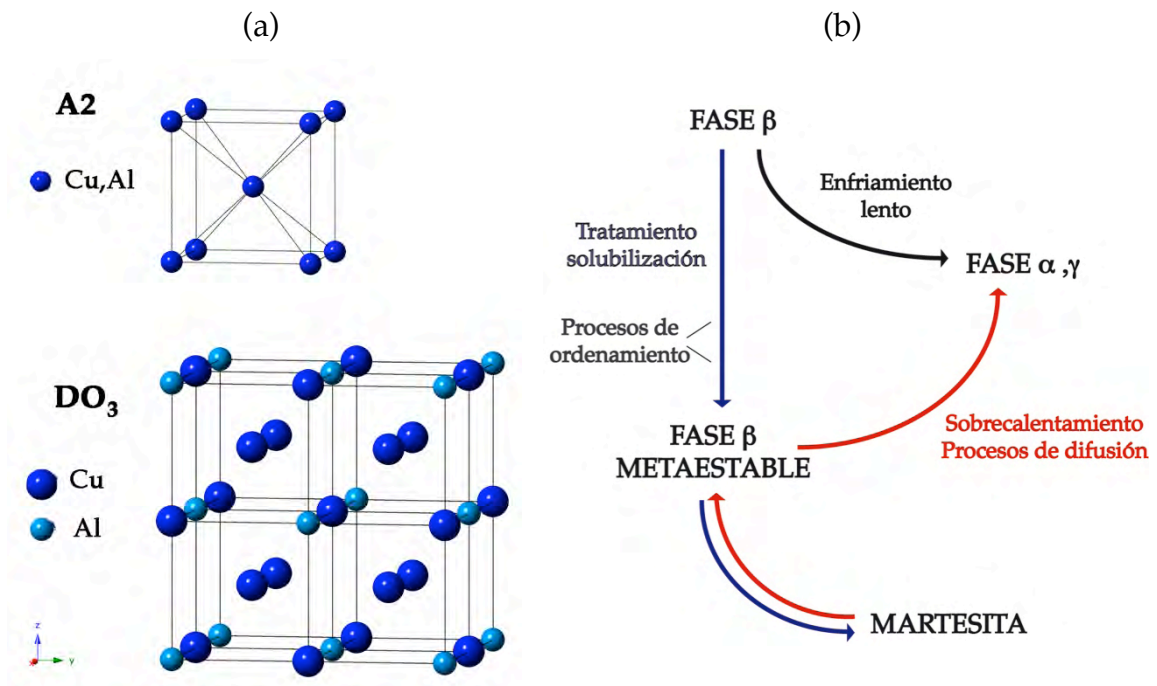 (a)
A2
Cu,Al
DO₃
Cu
Al
z
x
y
(b)
FASE β
Enfriamiento
lento
Tratamiento
solubilización
FASE α ,γ
Procesos de
ordenamiento
Sobrecalentamiento
Procesos de difusión
FASE β
METAESTABLE
MARTESITA